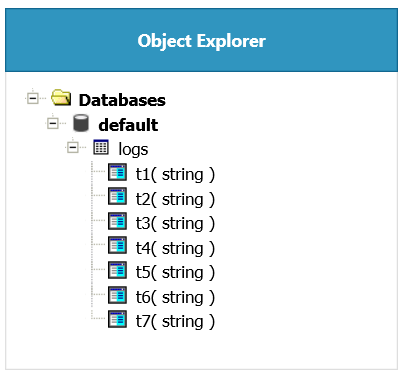 Object Explorer
Databases
default
logs
t1( string )
t2( string )
t3( string )
t4( string )
t5( string )
t6( string )
t7( string )